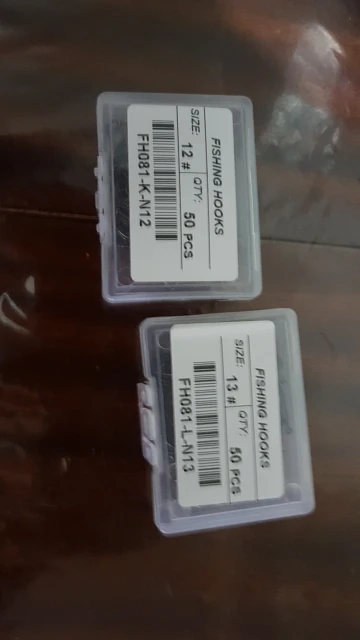 FISHING HOOKS
SIZE: 12 # QTY: 50 PCS
FH081-K-N12
FISHING HOOKS
SIZE: 13 # QTY: 50 PCS
FH081-L-N13